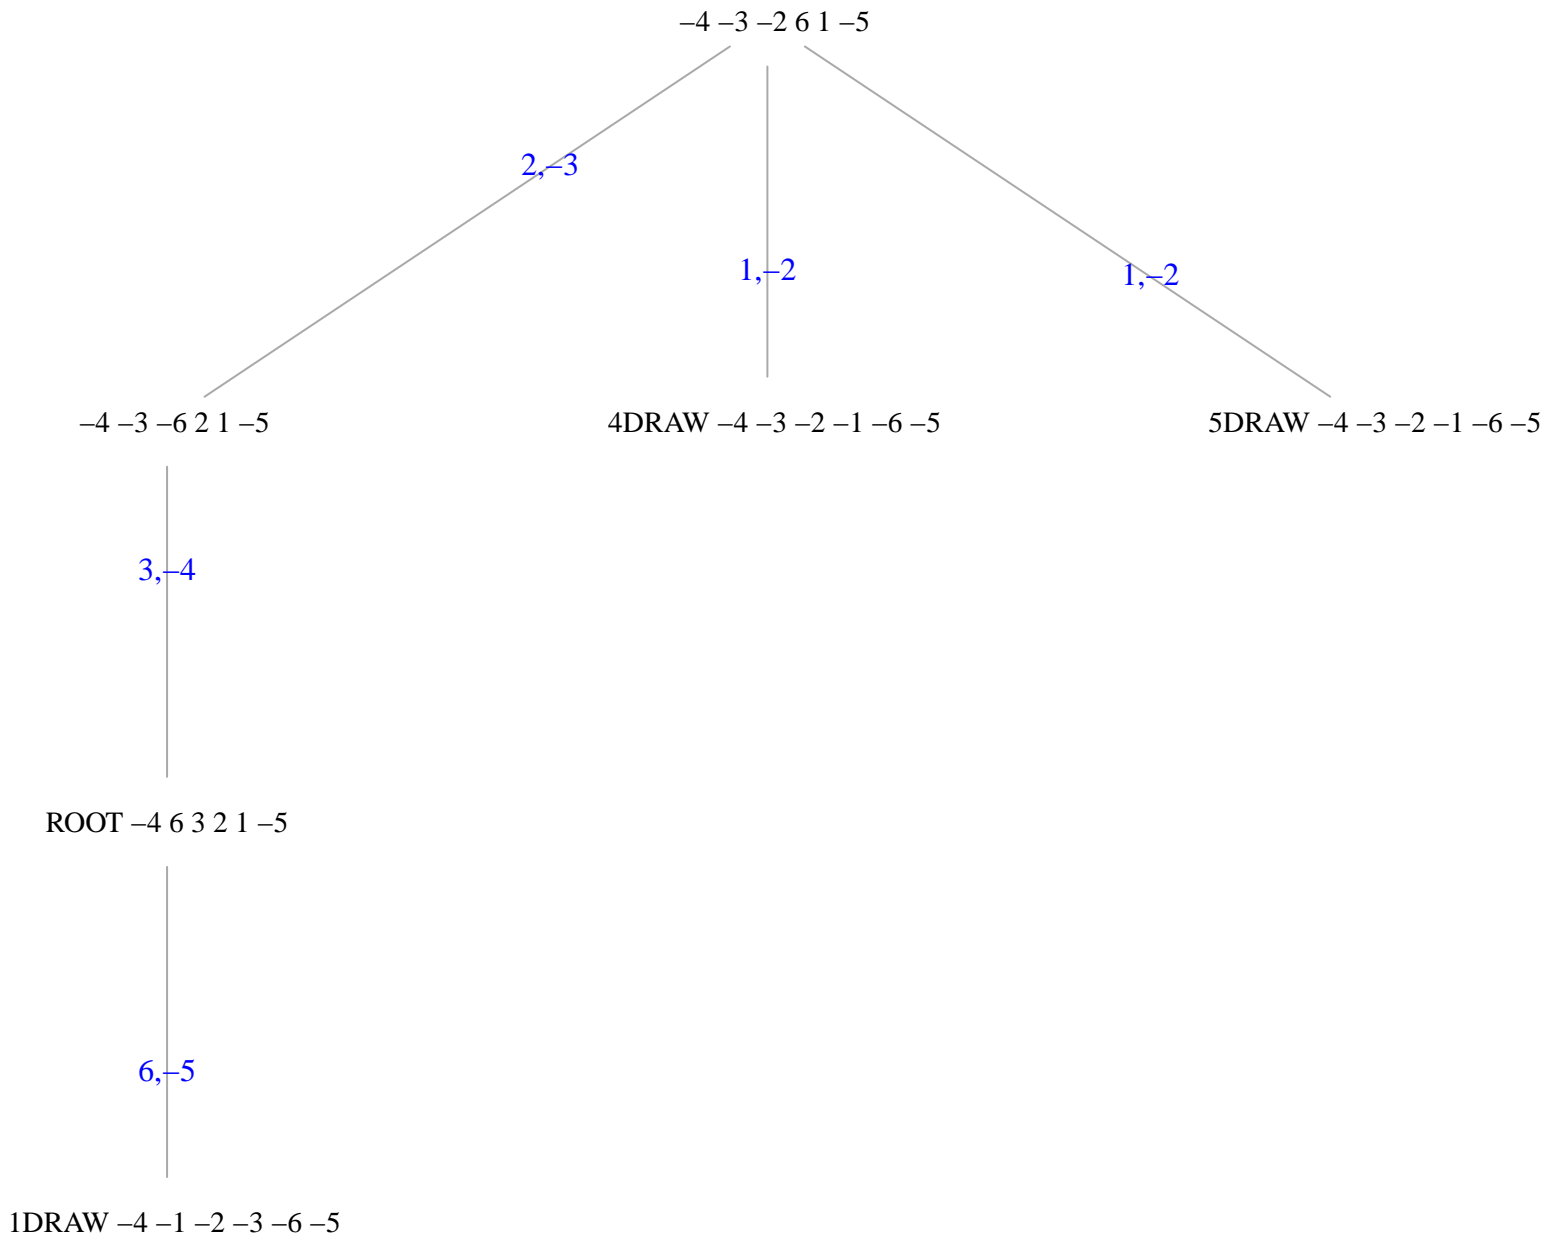 –4 –3 –2 6 1 –5
2,–3
1,–2
1,–2
–4 –3 –6 2 1 –5
4DRAW –4 –3 –2 –1 –6 –5
5DRAW –4 –3 –2 –1 –6 –5
3,–4
ROOT –4 6 3 2 1 –5
6,–5
1DRAW –4 –1 –2 –3 –6 –5